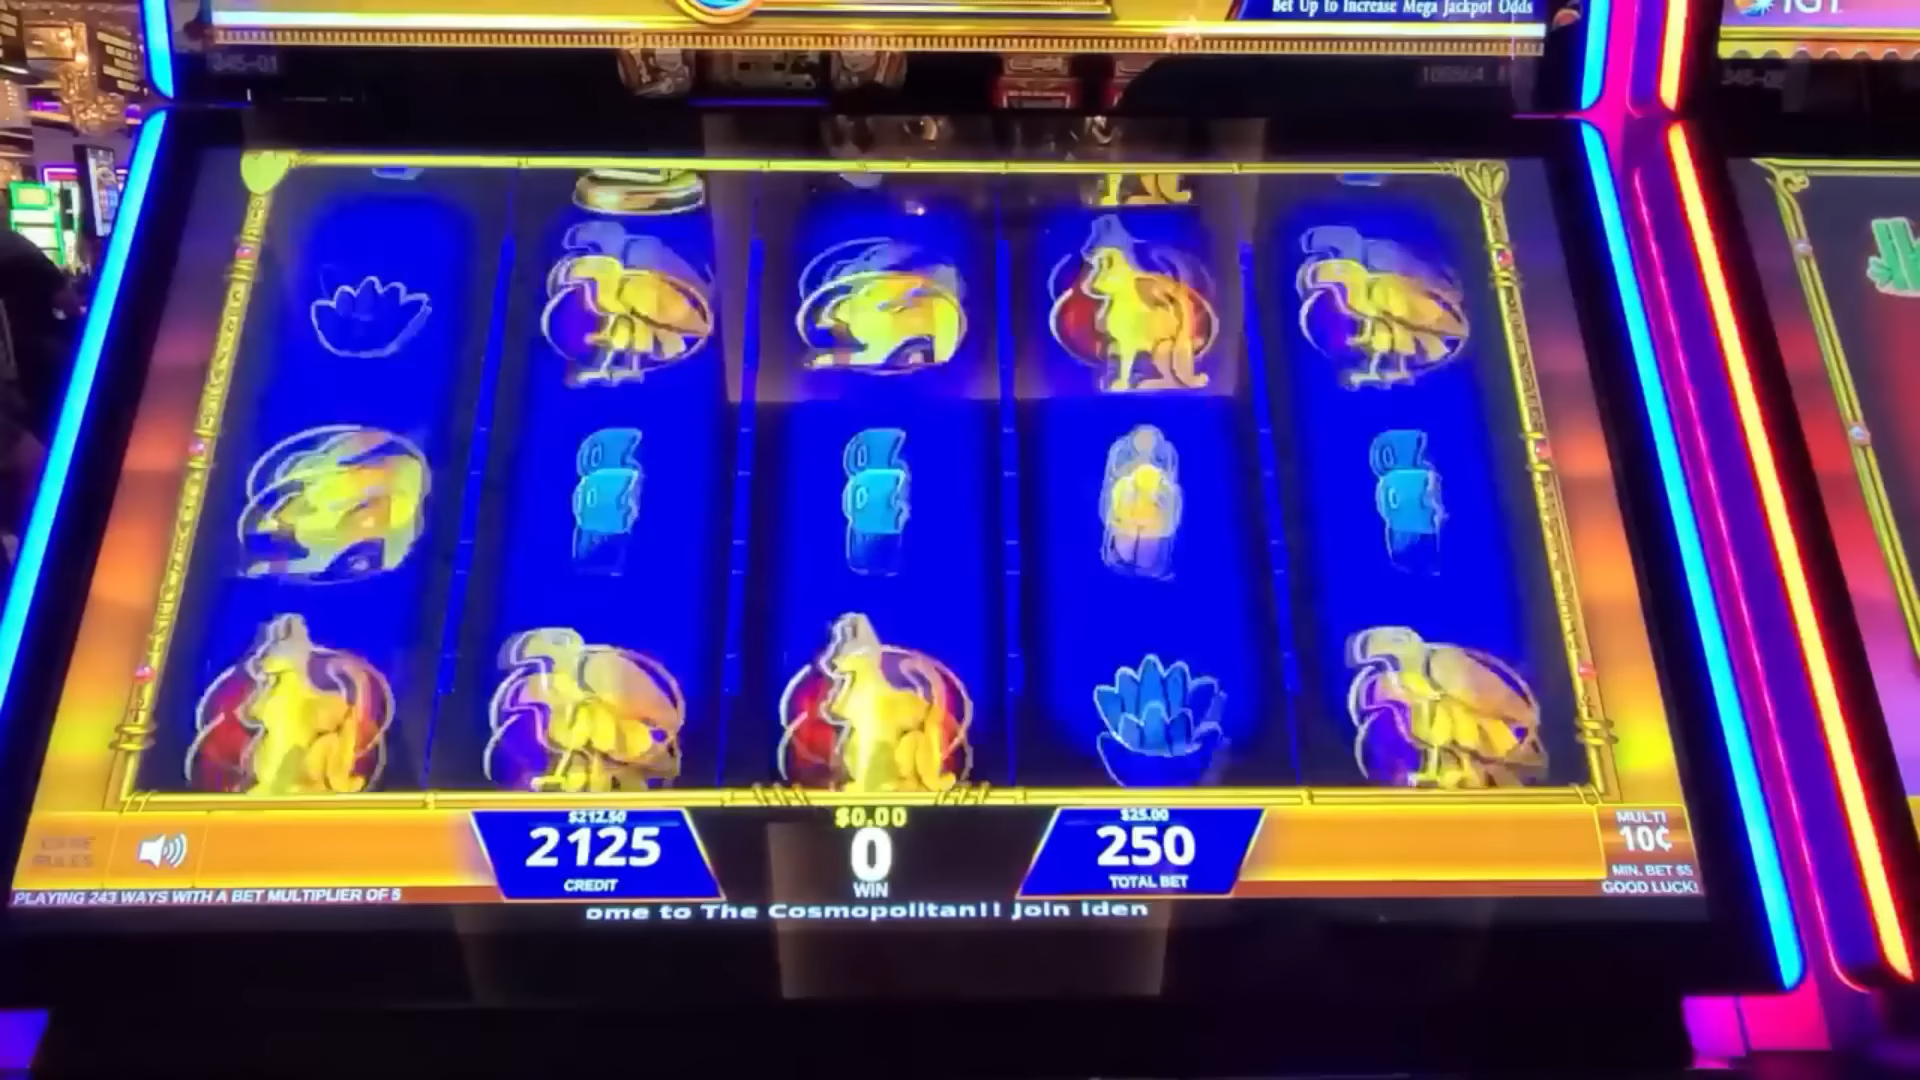 Bet Up to Increase Mega Jackpot Odds
IGT
345-01
$212.50
2125
CREDIT
$0.00
0
WIN
$25.00
250
TOTAL BET
MULTI
10¢
MIN. BET $5
GOOD LUCK!
PLAYING 243 WAYS WITH A BET MULTIPLIER OF 5
ome to The Cosmopolitan!! Join Iden